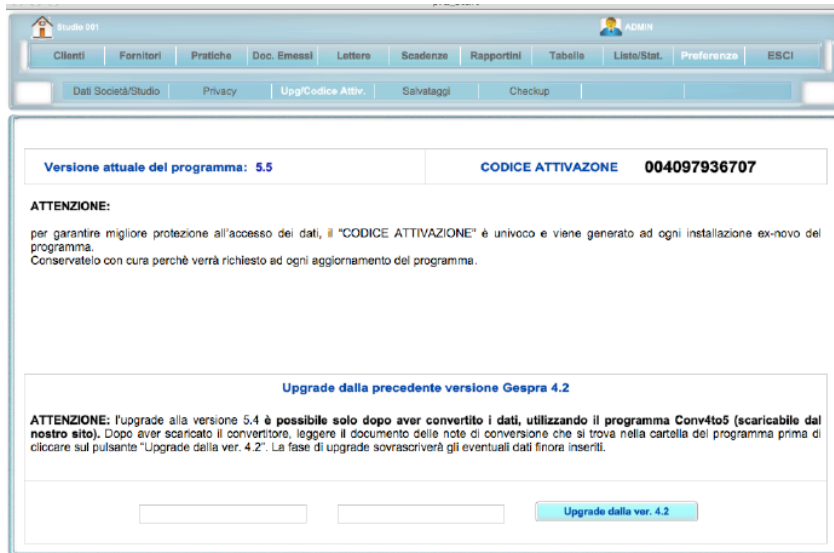 Studio 001
ADMIN
Clienti Fornitori Pratiche Doc. Emessi Lettere Scadenze Rapportini Tabelle Liste/Stat. Preferenze ESCI
Dati Società/Studio Privacy Upg/Codice Attiv. Salvataggi Checkup
Versione attuale del programma: 5.5 CODICE ATTIVAZONE 004097936707
ATTENZIONE:
per garantire migliore protezione all'accesso dei dati, il "CODICE ATTIVAZIONE" è univoco e viene generato ad ogni installazione ex-novo del
programma.
Conservatelo con cura perchè verrà richiesto ad ogni aggiornamento del programma.
Upgrade dalla precedente versione Gespra 4.2
ATTENZIONE: l'upgrade alla versione 5.4 è possibile solo dopo aver convertito i dati, utilizzando il programma Conv4to5 (scaricabile dal
nostro sito). Dopo aver scaricato il convertitore, leggere il documento delle note di conversione che si trova nella cartella del programma prima di
cliccare sul pulsante "Upgrade dalla ver. 4.2". La fase di upgrade sovrascriverà gli eventuali dati finora inseriti.
Upgrade dalla ver. 4.2